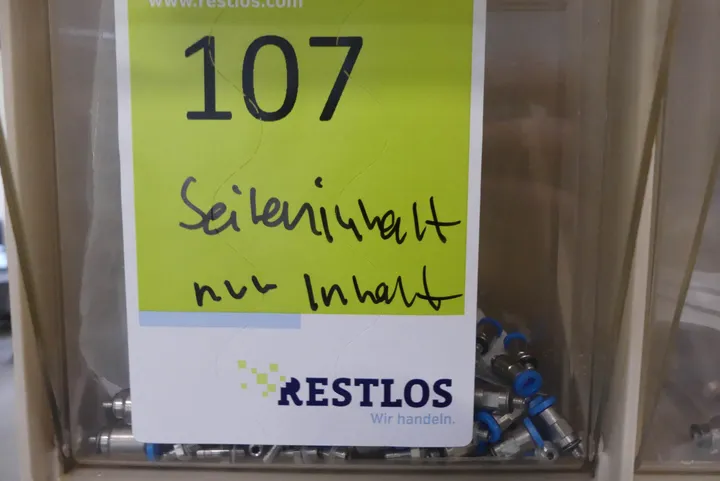 www.restlos.com
107
Seiteninhalt
nur Inhalt
RESTLOS
Wir handeln.